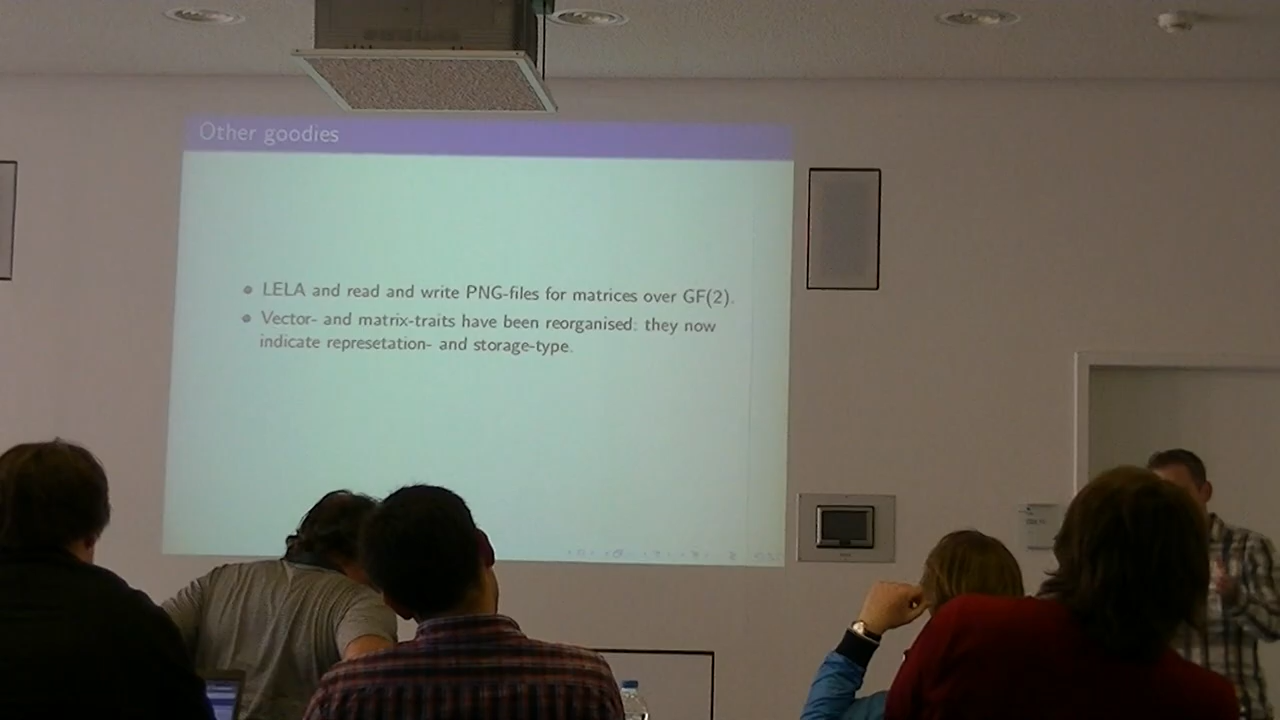 Other goodies
LELA and read and write PNG-files for matrices over GF(2).
Vector- and matrix-traits have been reorganised: they now
indicate represetation- and storage-type.